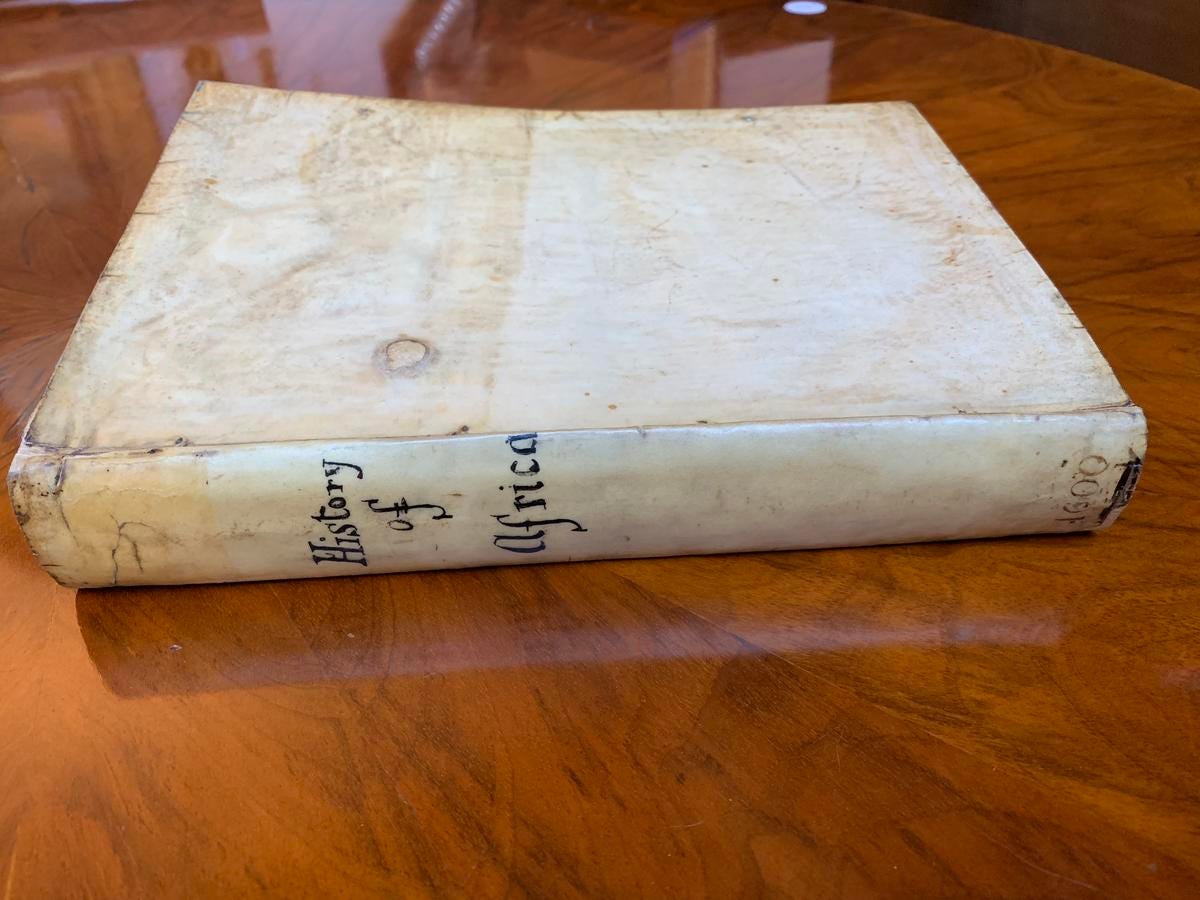 History
of
Africa
1600